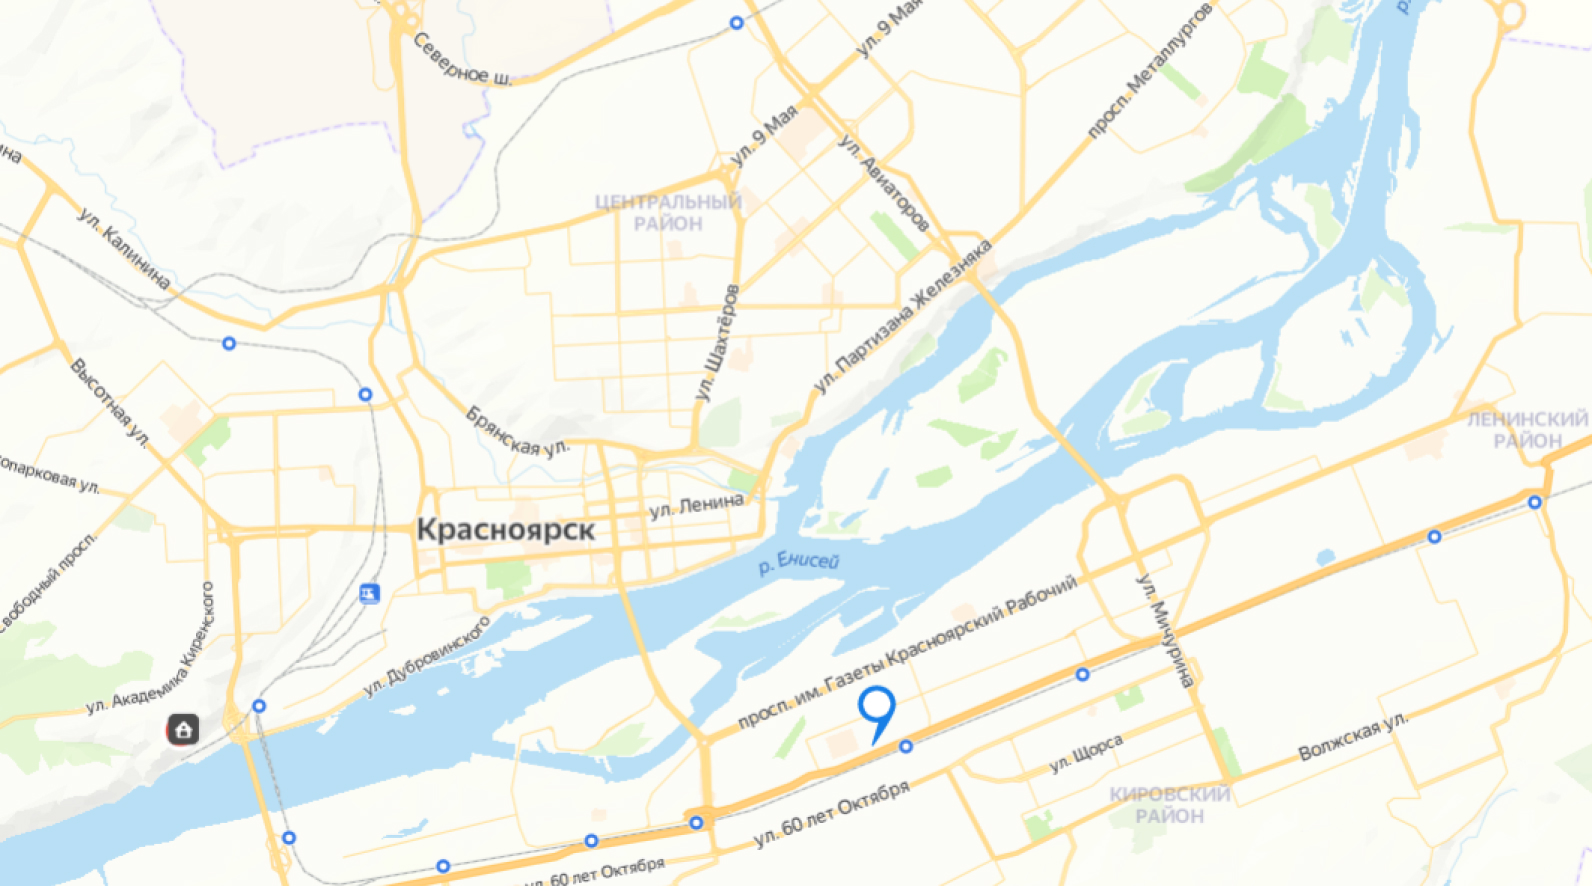 р.
ул. 9 Мая
просп. Металлургов
Северное ш.
ул. 9 Мая
ул. Авиаторов
ЦЕНТРАЛЬНЫЙ
РАЙОН
ул. Калинина
ул. Партизана Железняка
ул. Шахтёров
Высотная ул.
Брянская ул.
ЛЕНИНСКИЙ
РАЙОН
опарковая ул.
ул. Ленина
Красноярск
р. Енисей
свободный просп.
просп. им. Газеты Красноярский Рабочий
ул. Мичурина
ул. Академика Киренского
ул. Дубровинского
Волжская ул.
ул. Щорса
КИРОВСКИЙ
РАЙОН
ул. 60 лет Октября
ул. 60 лет Октября